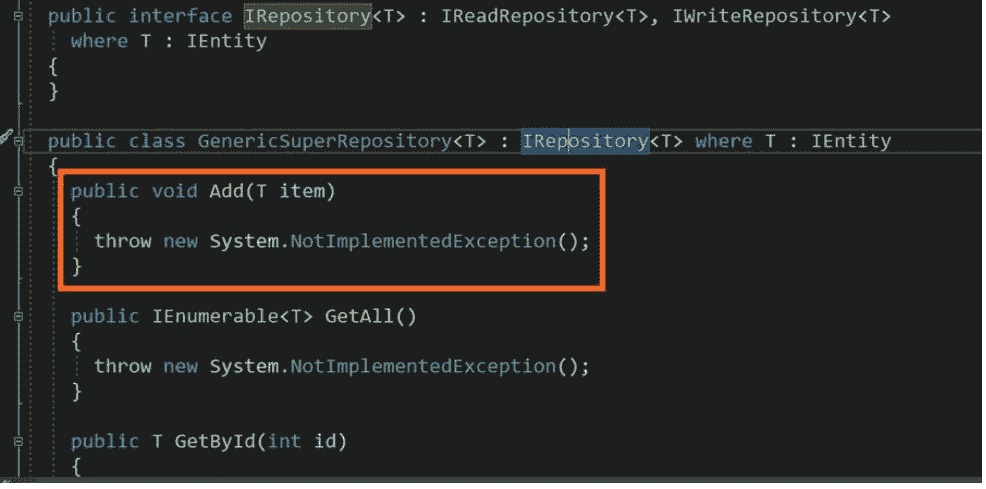 public interface IRepository<T> : IReadRepository<T>, IWriteRepository<T>
where T : IEntity
{
}
public class GenericSuperRepository<T> : IRepository<T> where T : IEntity
{
public void Add(T item)
{
throw new System.NotImplementedException();
}
public IEnumerable<T> GetAll()
{
throw new System.NotImplementedException();
}
public T GetById(int id)
{